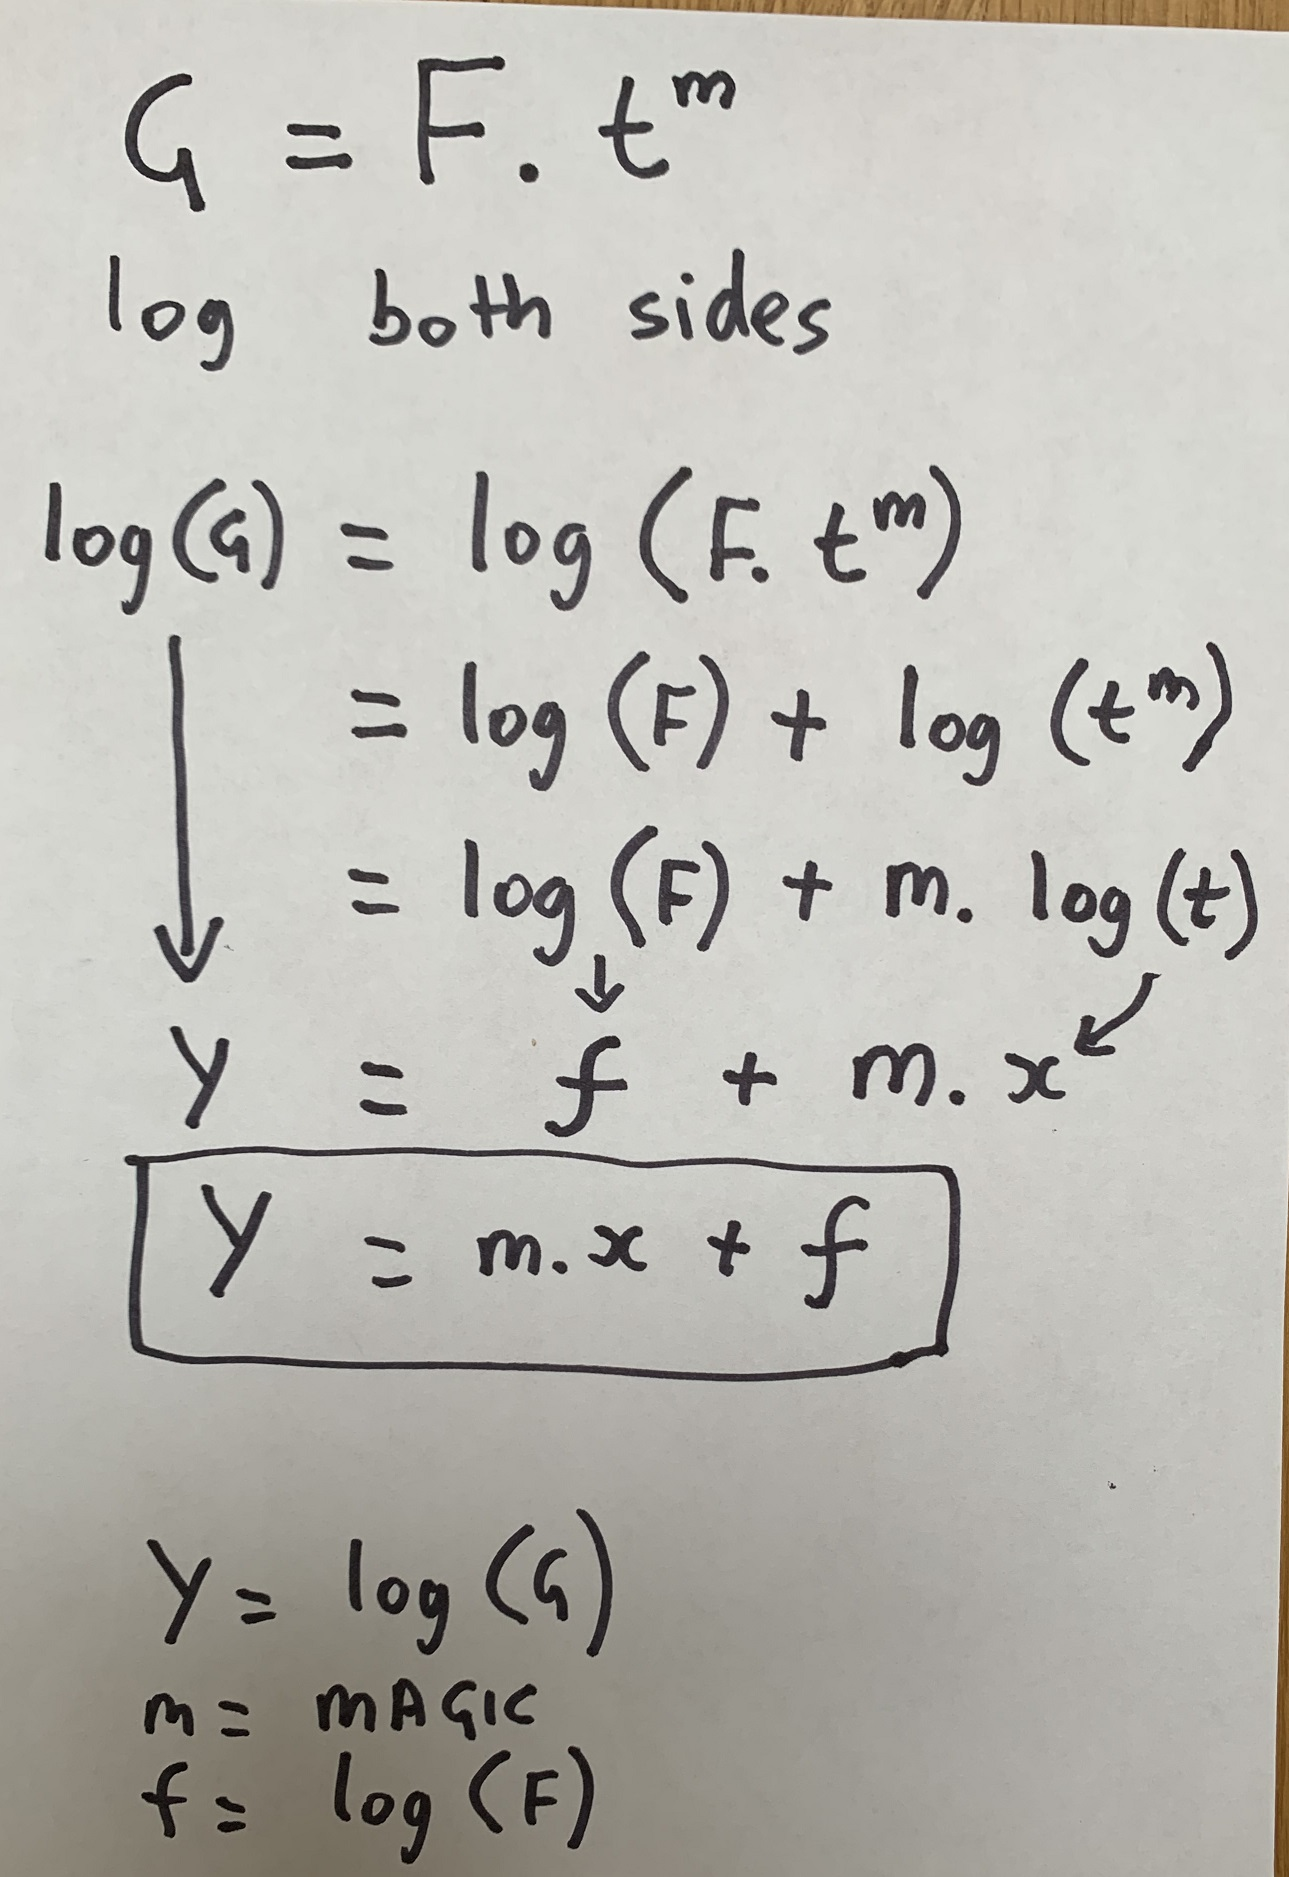 G = F. t^m
log both sides
log(G) = log (F. t^m)
= log (F) + log (t^m)
= log (F) + m. log (t)
Y = f + m. x
Y = m. x + f
Y = log (G)
m = mAGIC
f = log (F)